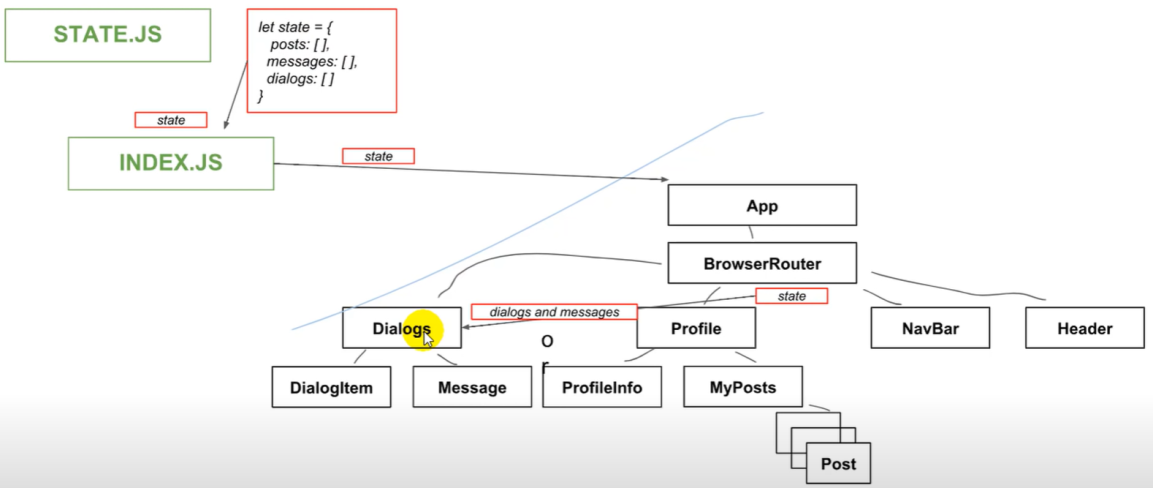 STATE.JS
let state = {
posts: [ ],
messages: [ ],
dialogs: [ ]
}
state
INDEX.JS
state
App
BrowserRouter
state
dialogs and messages
Dialogs
o
r
Profile
NavBar
Header
DialogItem
Message
ProfileInfo
MyPosts
Post